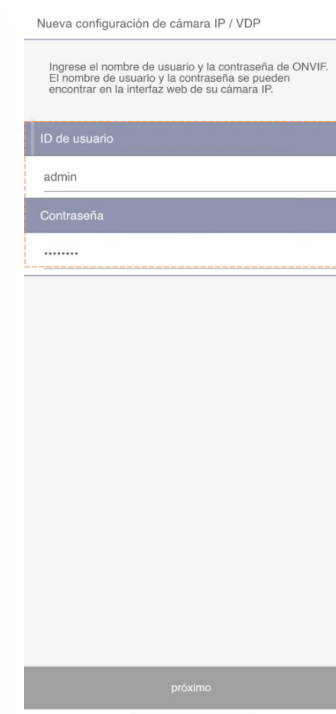 Nueva configuración de cámara IP / VDP
Ingrese el nombre de usuario y la contraseña de ONVIF.
El nombre de usuario y la contraseña se pueden
encontrar en la interfaz web de su cámara IP.
ID de usuario
admin
Contraseña
••••••••
próximo